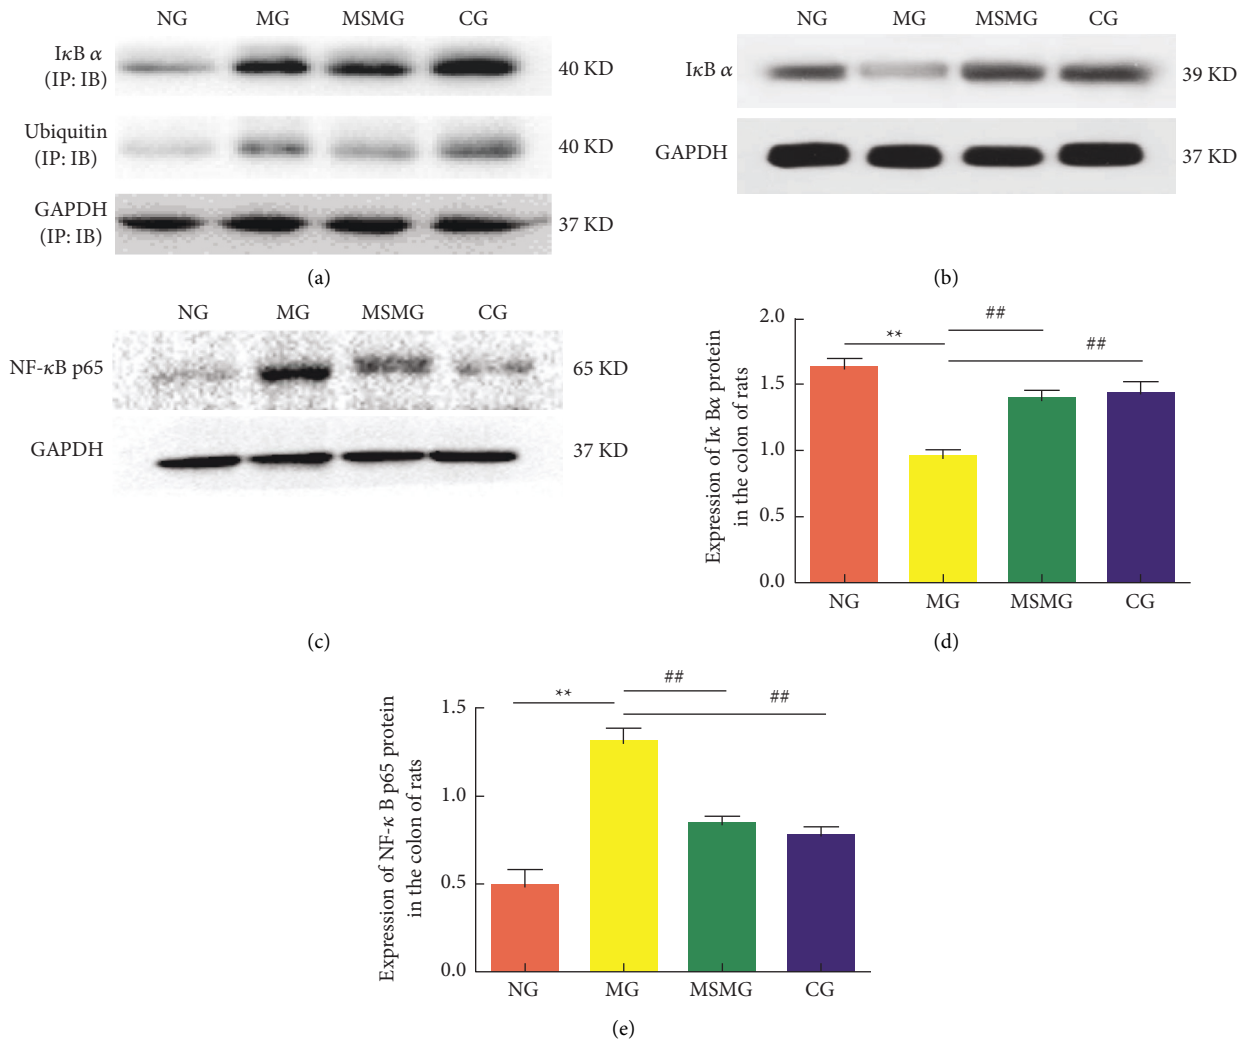 NG MG MSMG CG
IκB α
(IP: IB)
40 KD
Ubiquitin
(IP: IB)
40 KD
GAPDH
(IP: IB)
37 KD
(a)
NG MG MSMG CG
IκB α
39 KD
GAPDH
37 KD
(b)
NG MG MSMG CG
NF-κB p65
65 KD
GAPDH
37 KD
(c)
Expression of Iκ Bα protein
in the colon of rats
2.0
1.5
1.0
0.5
0.0
**
##
##
NG MG MSMG CG
(d)
Expression of NF-κ B p65 protein
in the colon of rats
1.5
1.0
0.5
0.0
**
##
##
NG MG MSMG CG
(e)